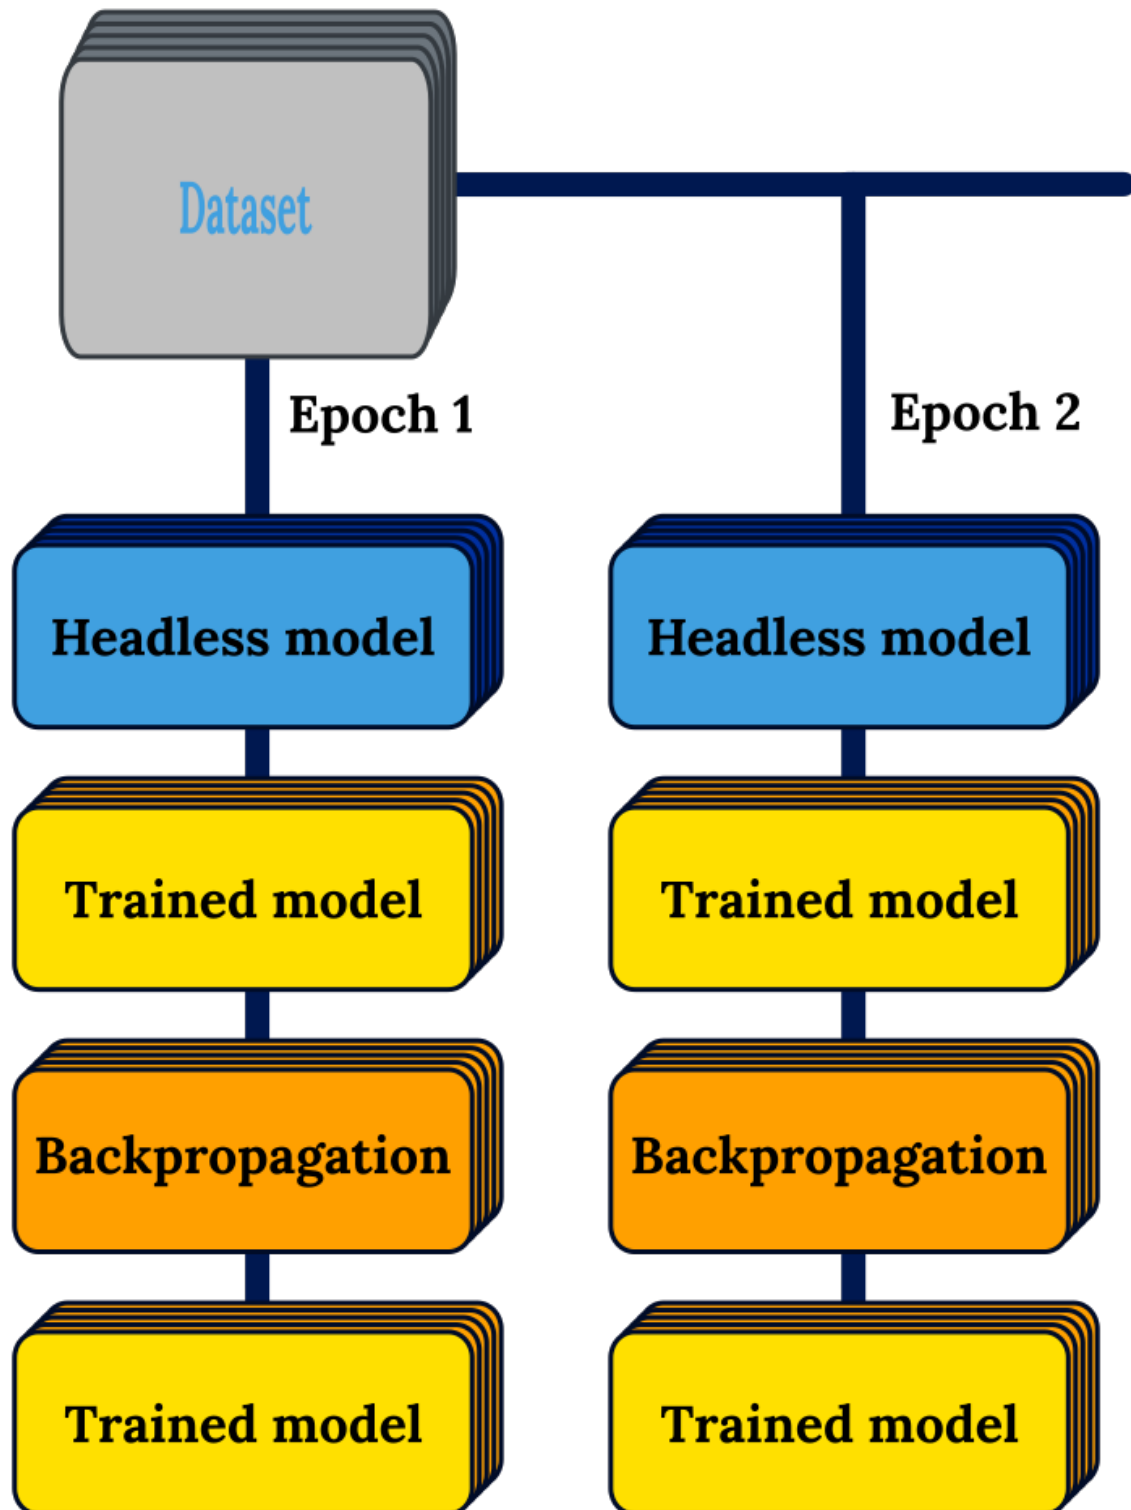 Dataset
Epoch 1
Epoch 2
Headless model
Headless model
Trained model
Trained model
Backpropagation
Backpropagation
Trained model
Trained model